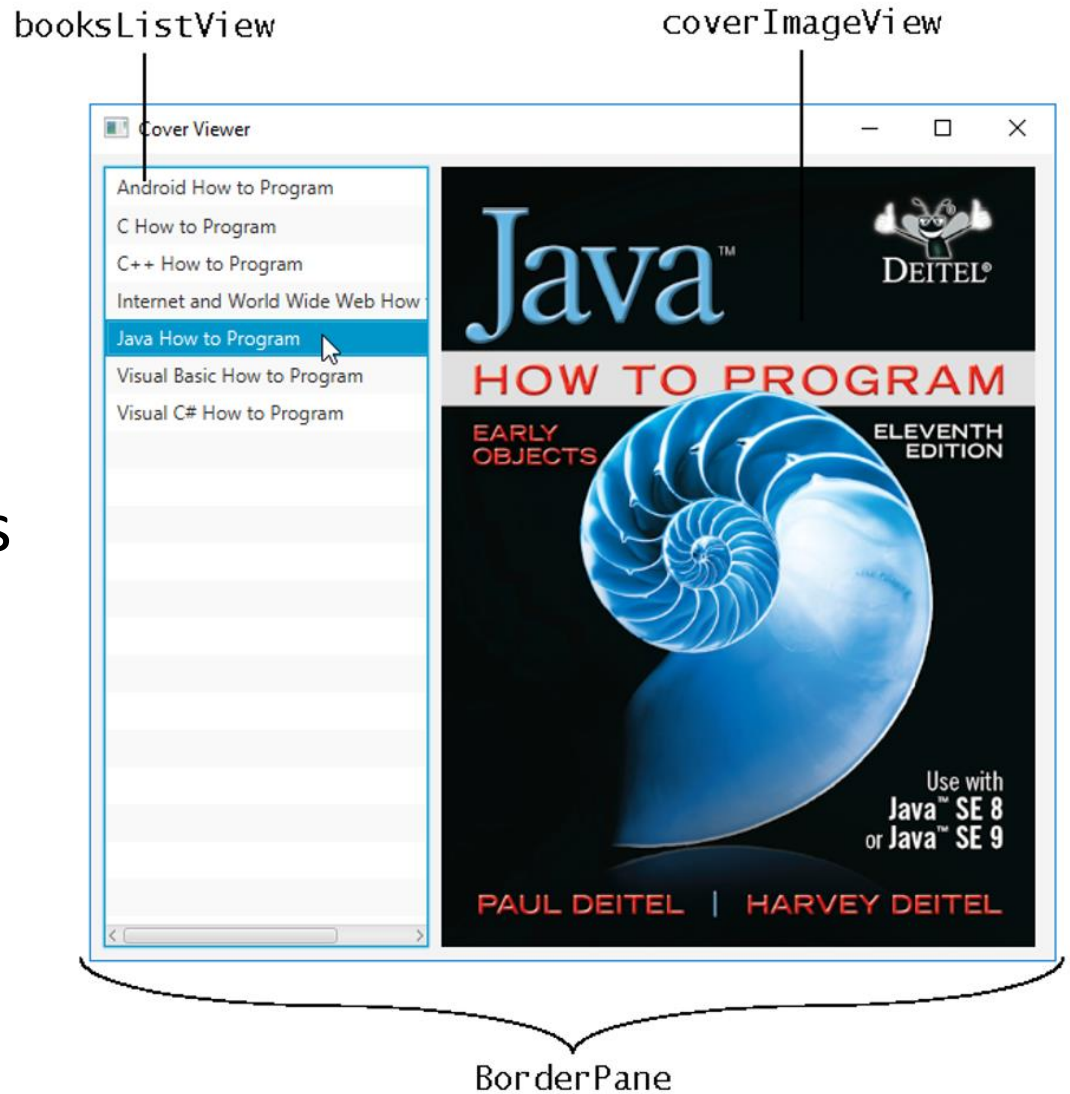 booksListView
coverImageView
Cover Viewer
Android How to Program
C How to Program
C++ How to Program
Internet and World Wide Web How
Java How to Program
Visual Basic How to Program
Visual C# How to Program
Java™
DEITEL®
HOW TO PROGRAM
EARLY
OBJECTS
ELEVENTH
EDITION
Use with
Java™ SE 8
or Java™ SE 9
PAUL DEITEL | HARVEY DEITEL
s
BorderPane